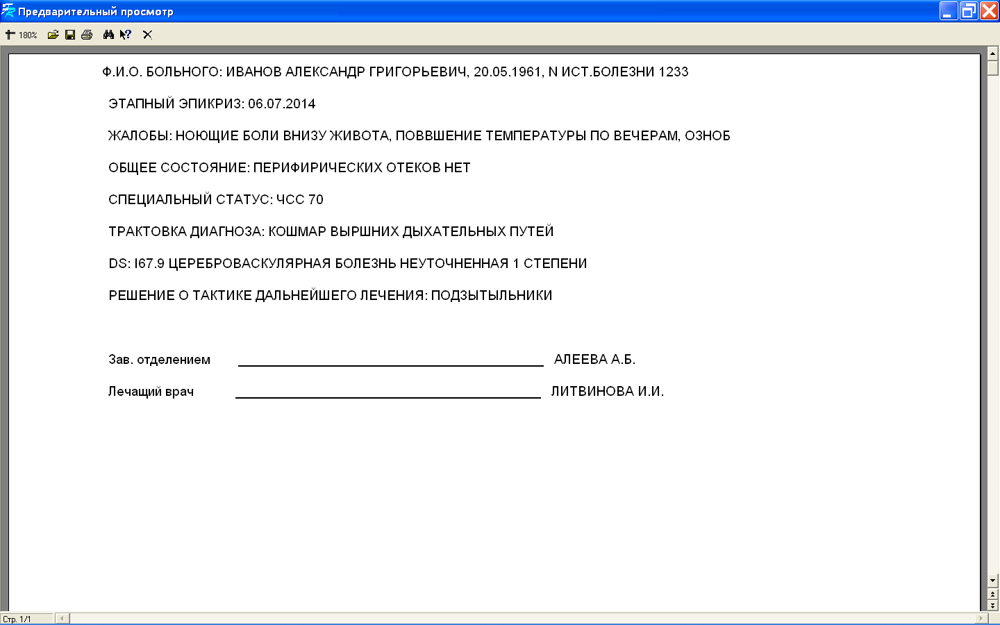 Предварительный просмотр
180%
Ф.И.О. БОЛЬНОГО: ИВАНОВ АЛЕКСАНДР ГРИГОРЬЕВИЧ, 20.05.1961, N ИСТ.БОЛЕЗНИ 1233
ЭТАПНЫЙ ЭПИКРИЗ: 06.07.2014
ЖАЛОБЫ: НОЮЩИЕ БОЛИ ВНИЗУ ЖИВОТА, ПОВВШЕНИЕ ТЕМПЕРАТУРЫ ПО ВЕЧЕРАМ, ОЗНОБ
ОБЩЕЕ СОСТОЯНИЕ: ПЕРИФИРИЧЕСКИХ ОТЕКОВ НЕТ
СПЕЦИАЛЬНЫЙ СТАТУС: ЧСС 70
ТРАКТОВКА ДИАГНОЗА: КОШМАР ВЫРШНИХ ДЫХАТЕЛЬНЫХ ПУТЕЙ
DS: I67.9 ЦЕРЕБРОВАСКУЛЯРНАЯ БОЛЕЗНЬ НЕУТОЧНЕННАЯ 1 СТЕПЕНИ
РЕШЕНИЕ О ТАКТИКЕ ДАЛЬНЕЙШЕГО ЛЕЧЕНИЯ: ПОДЗЫТЫЛЬНИКИ
Зав. отделением АЛЕЕВА А.Б.
Лечащий врач ЛИТВИНОВА И.И.
Стр. 1/1